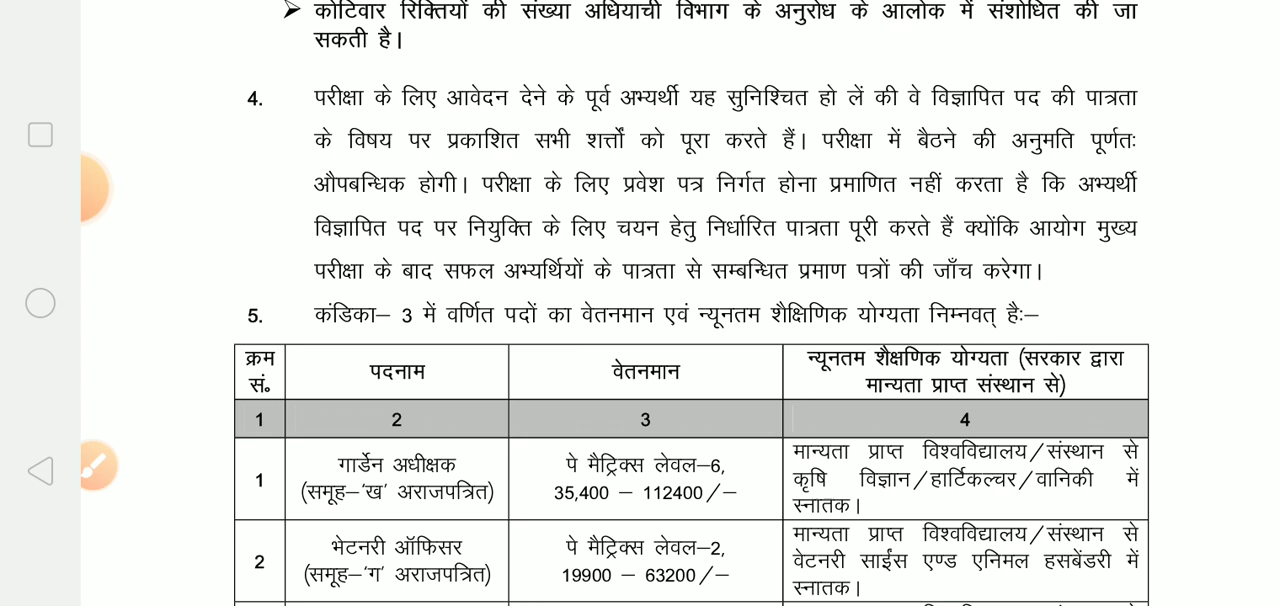 ➢ कोटिवार रिक्तियों की संख्या अधियाची विभाग के अनुरोध के आलोक में संशोधित की जा
सकती है।
4. परीक्षा के लिए आवेदन देने के पूर्व अभ्यर्थी यह सुनिश्चित हो लें की वे विज्ञापित पद की पात्रता
के विषय पर प्रकाशित सभी शर्त्तों को पूरा करते हैं। परीक्षा में बैठने की अनुमति पूर्णतः
औपबन्धिक होगी। परीक्षा के लिए प्रवेश पत्र निर्गत होना प्रमाणित नहीं करता है कि अभ्यर्थी
विज्ञापित पद पर नियुक्ति के लिए चयन हेतु निर्धारित पात्रता पूरी करते हैं क्योंकि आयोग मुख्य
परीक्षा के बाद सफल अभ्यर्थियों के पात्रता से सम्बन्धित प्रमाण पत्रों की जाँच करेगा।
5. कंडिका– 3 में वर्णित पदों का वेतनमान एवं न्यूनतम शैक्षिणिक योग्यता निम्नवत् हैः–
क्रम सं० पदनाम वेतनमान न्यूनतम शैक्षणिक योग्यता (सरकार द्वारा
मान्यता प्राप्त संस्थान से)
1 2 3 4
1 गार्डेन अधीक्षक पे मैट्रिक्स लेवल–6, मान्यता प्राप्त विश्वविद्यालय/संस्थान से
(समूह–'ख' अराजपत्रित) 35,400 – 112400/– कृषि विज्ञान/हार्टिकल्चर/वानिकी में
स्नातक।
2 भेटनरी ऑफिसर पे मैट्रिक्स लेवल–2, मान्यता प्राप्त विश्वविद्यालय/संस्थान से
(समूह–'ग' अराजपत्रित) 19900 – 63200/– वेटनरी साईंस एण्ड एनिमल हसबेंडरी में
स्नातक।